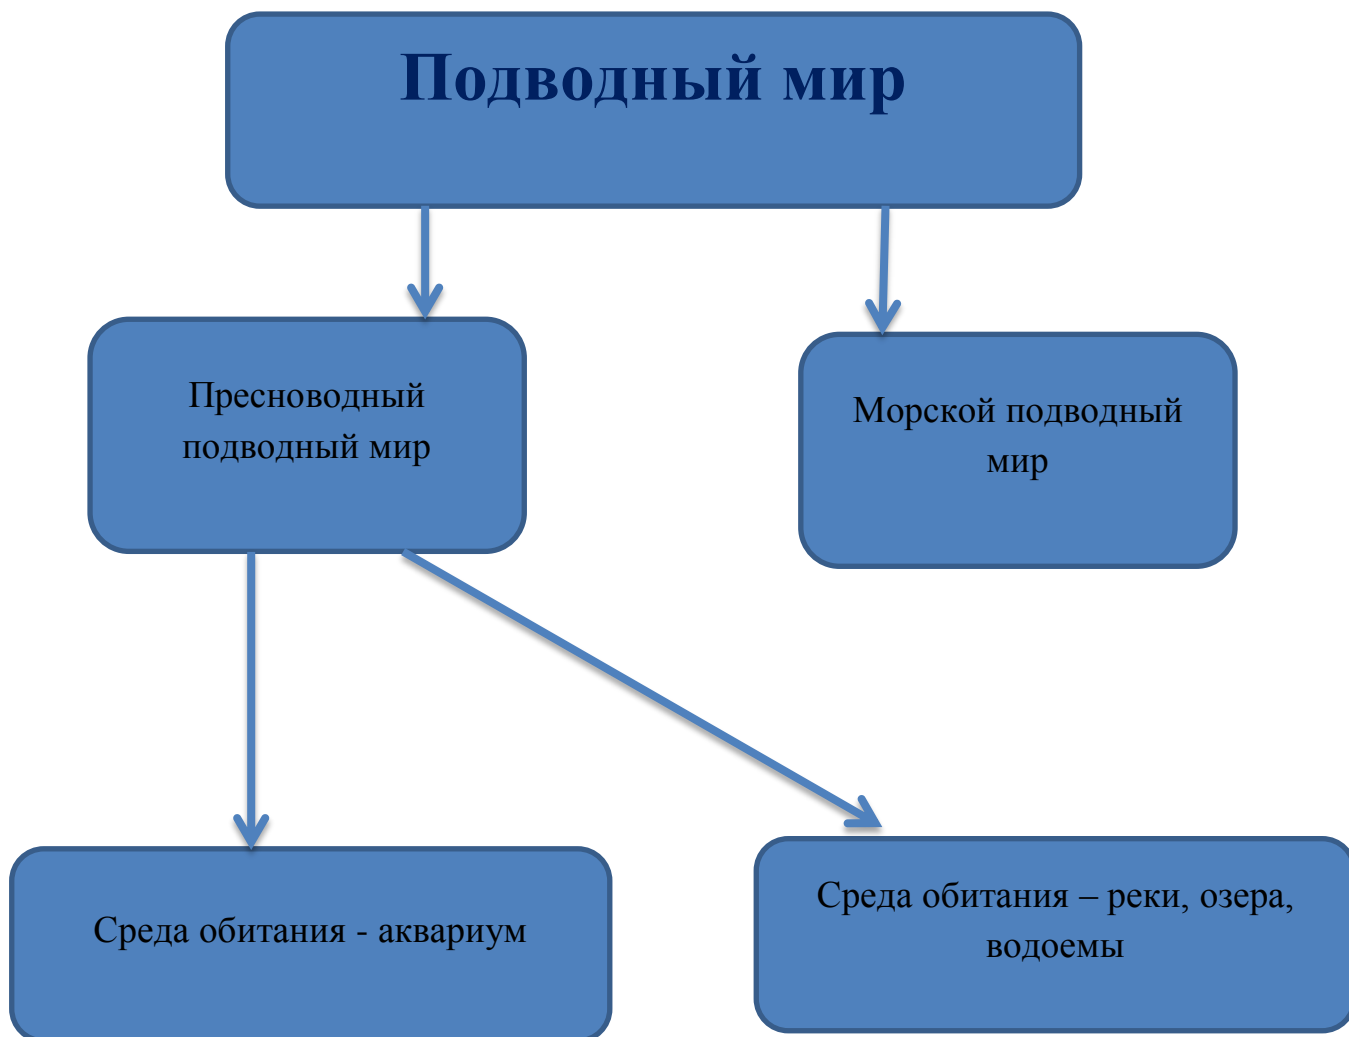 Подводный мир
Пресноводный
подводный мир
Морской подводный
мир
Среда обитания - аквариум
Среда обитания – реки, озера,
водоемы